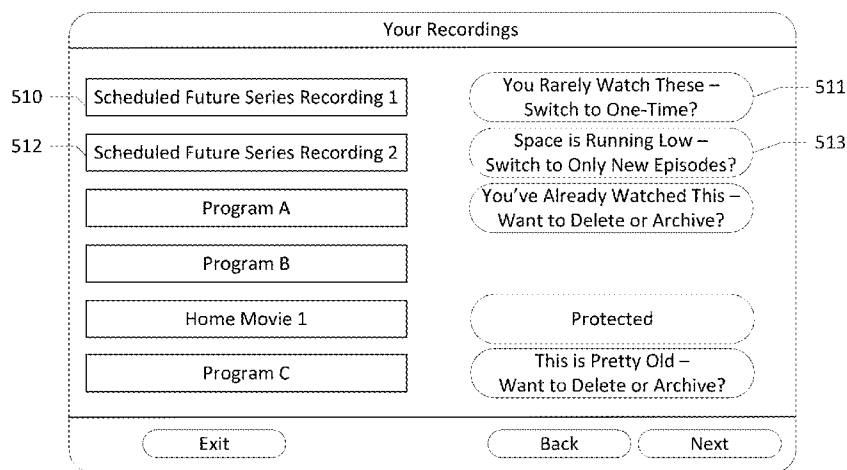 Your Recordings
510
Scheduled Future Series Recording 1
You Rarely Watch These –
Switch to One-Time?
511
512
Scheduled Future Series Recording 2
Space is Running Low –
Switch to Only New Episodes?
513
Program A
You've Already Watched This –
Want to Delete or Archive?
Program B
Home Movie 1
Protected
Program C
This is Pretty Old –
Want to Delete or Archive?
Exit
Back
Next